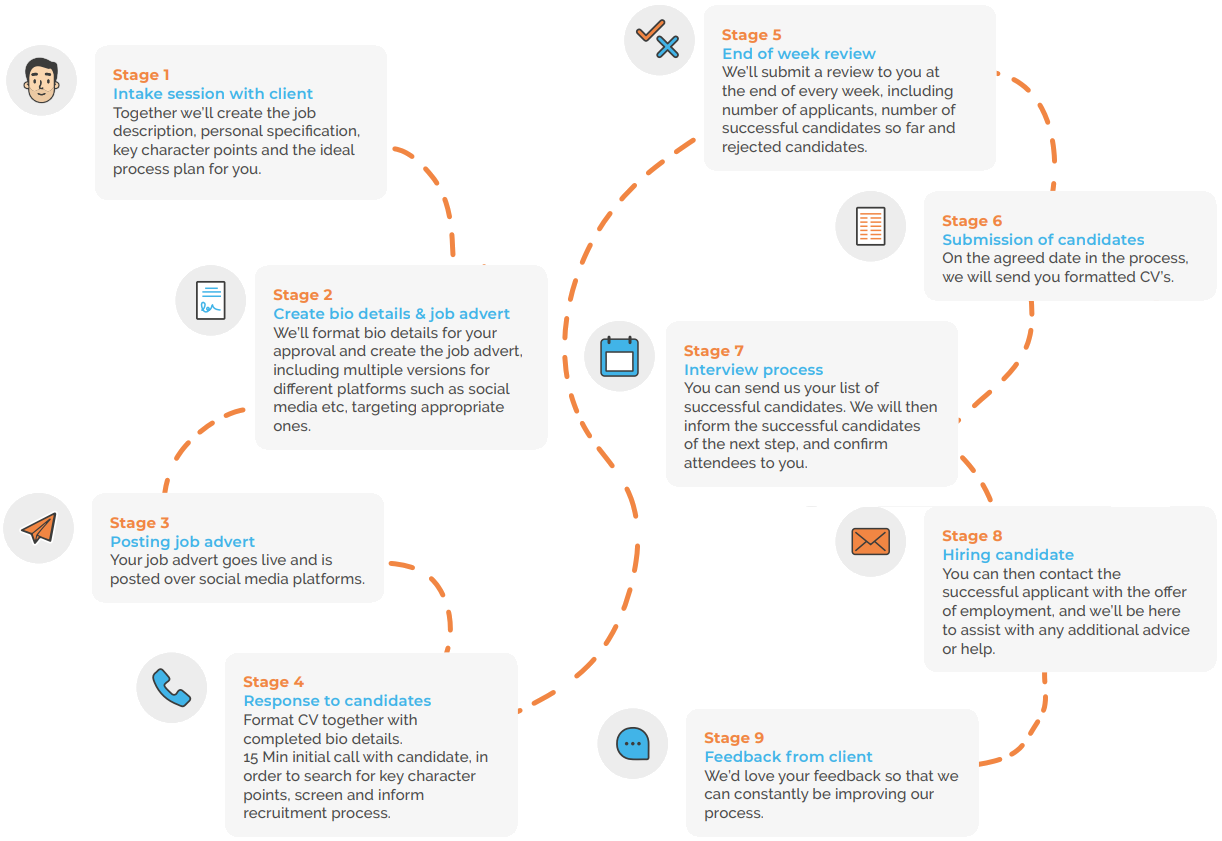 Stage 1
Intake session with client
Together we'll create the job
description, personal specification,
key character points and the ideal
process plan for you.
Stage 2
Create bio details & job advert
We'll format bio details for your
approval and create the job advert,
including multiple versions for
different platforms such as social
media etc, targeting appropriate
ones.
Stage 3
Posting job advert
Your job advert goes live and is
posted over social media platforms.
Stage 4
Response to candidates
Format CV together with
completed bio details.
15 Min initial call with candidate, in
order to search for key character
points, screen and inform
recruitment process.
Stage 5
End of week review
We'll submit a review to you at
the end of every week, including
number of applicants, number of
successful candidates so far and
rejected candidates.
Stage 6
Submission of candidates
On the agreed date in the process,
we will send you formatted CV's.
Stage 7
Interview process
You can send us your list of
successful candidates. We will then
inform the successful candidates
of the next step, and confirm
attendees to you.
Stage 8
Hiring candidate
You can then contact the
successful applicant with the offer
of employment, and we'll be here
to assist with any additional advice
or help.
Stage 9
Feedback from client
We'd love your feedback so that we
can constantly be improving our
process.